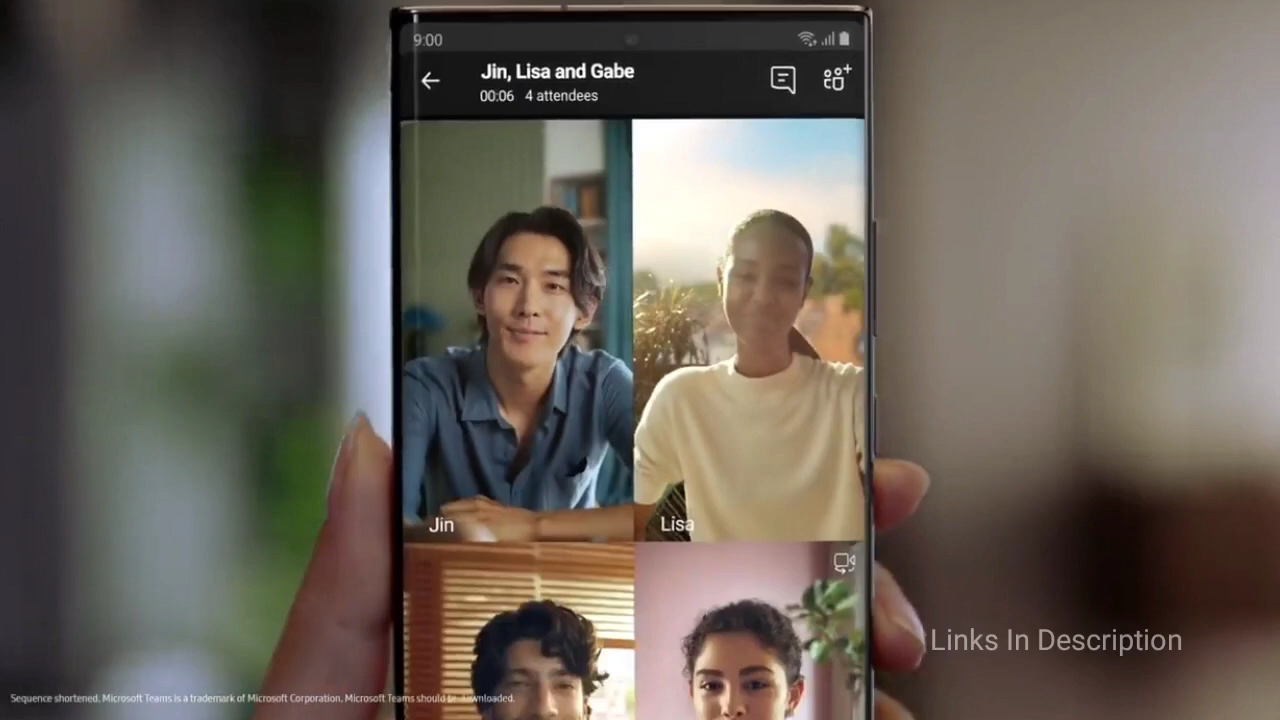 9:00
Jin, Lisa and Gabe
00:06 4 attendees
Jin
Lisa
Links In Description
Sequence shortened. Microsoft Teams is a trademark of Microsoft Corporation. Microsoft Teams should be downloaded.